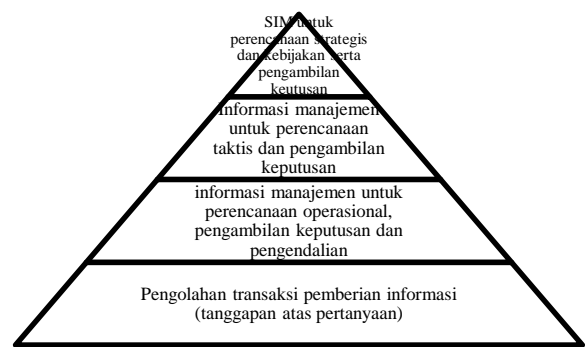 SIM untuk
perencanaan strategis
dan kebijakan serta
pengambilan
keutusan
Informasi manajemen
untuk perencanaan
taktis dan pengambilan
keputusan
informasi manajemen untuk
perencanaan operasional,
pengambilan keputusan dan
pengendalian
Pengolahan transaksi pemberian informasi
(tanggapan atas pertanyaan)